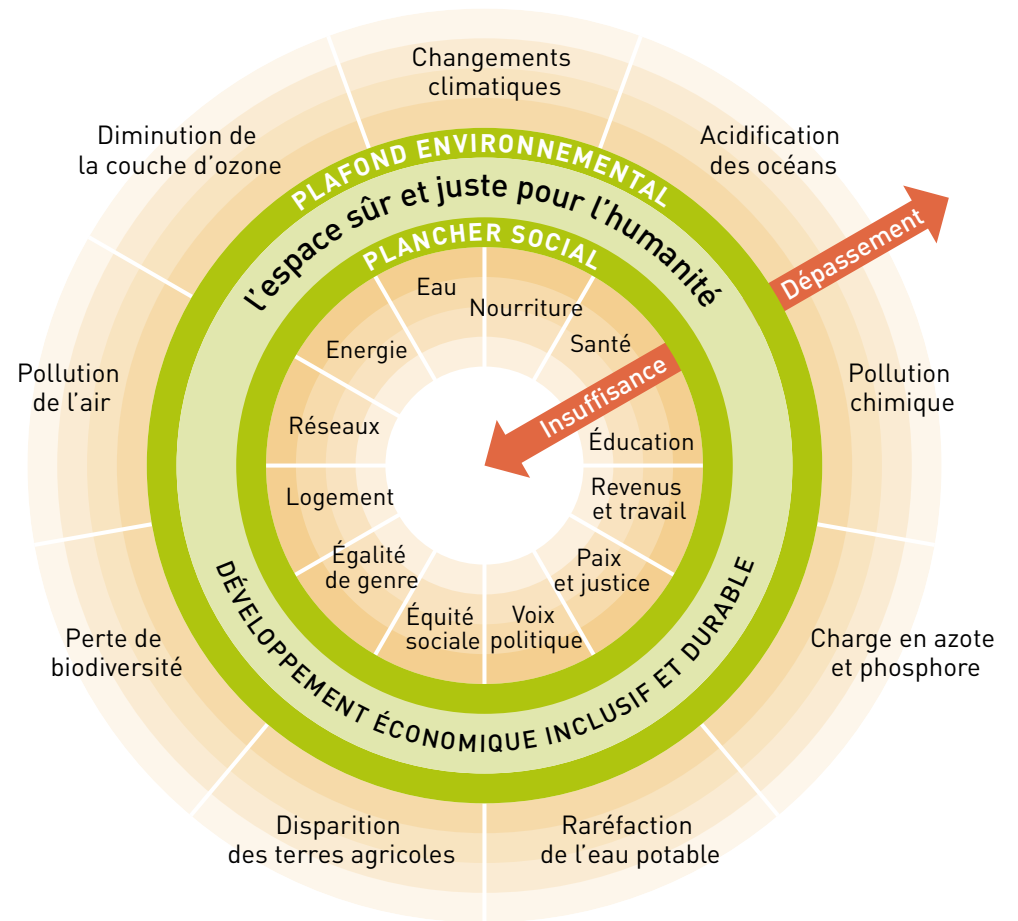 Changements
climatiques
Diminution de
la couche d’ozone
Acidification
des océans
PLAFOND ENVIRONNEMENTAL
l’espace sûr et juste pour l’humanité
PLANCHER SOCIAL
Dépassement
Eau
Nourriture
Energie
Santé
Insuffisance
Pollution
de l’air
Pollution
chimique
Réseaux
Éducation
Logement
Revenus
et travail
Égalité
de genre
Paix
et justice
Équité
sociale
Voix
politique
DÉVELOPPEMENT ÉCONOMIQUE INCLUSIF ET DURABLE
Perte de
biodiversité
Charge en azote
et phosphore
Disparition
des terres agricoles
Raréfaction
de l’eau potable